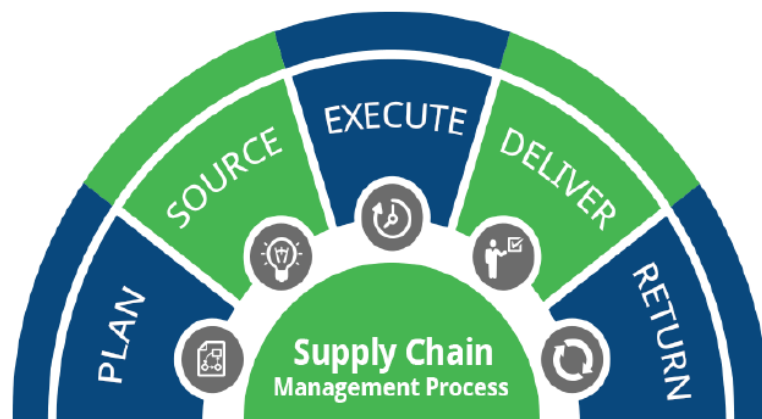 PLAN
SOURCE
EXECUTE
DELIVER
RETURN
Supply Chain
Management Process